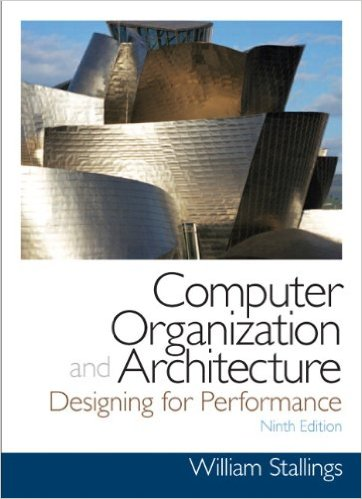 Computer
Organization
and Architecture
Designing for Performance
Ninth Edition
William Stallings